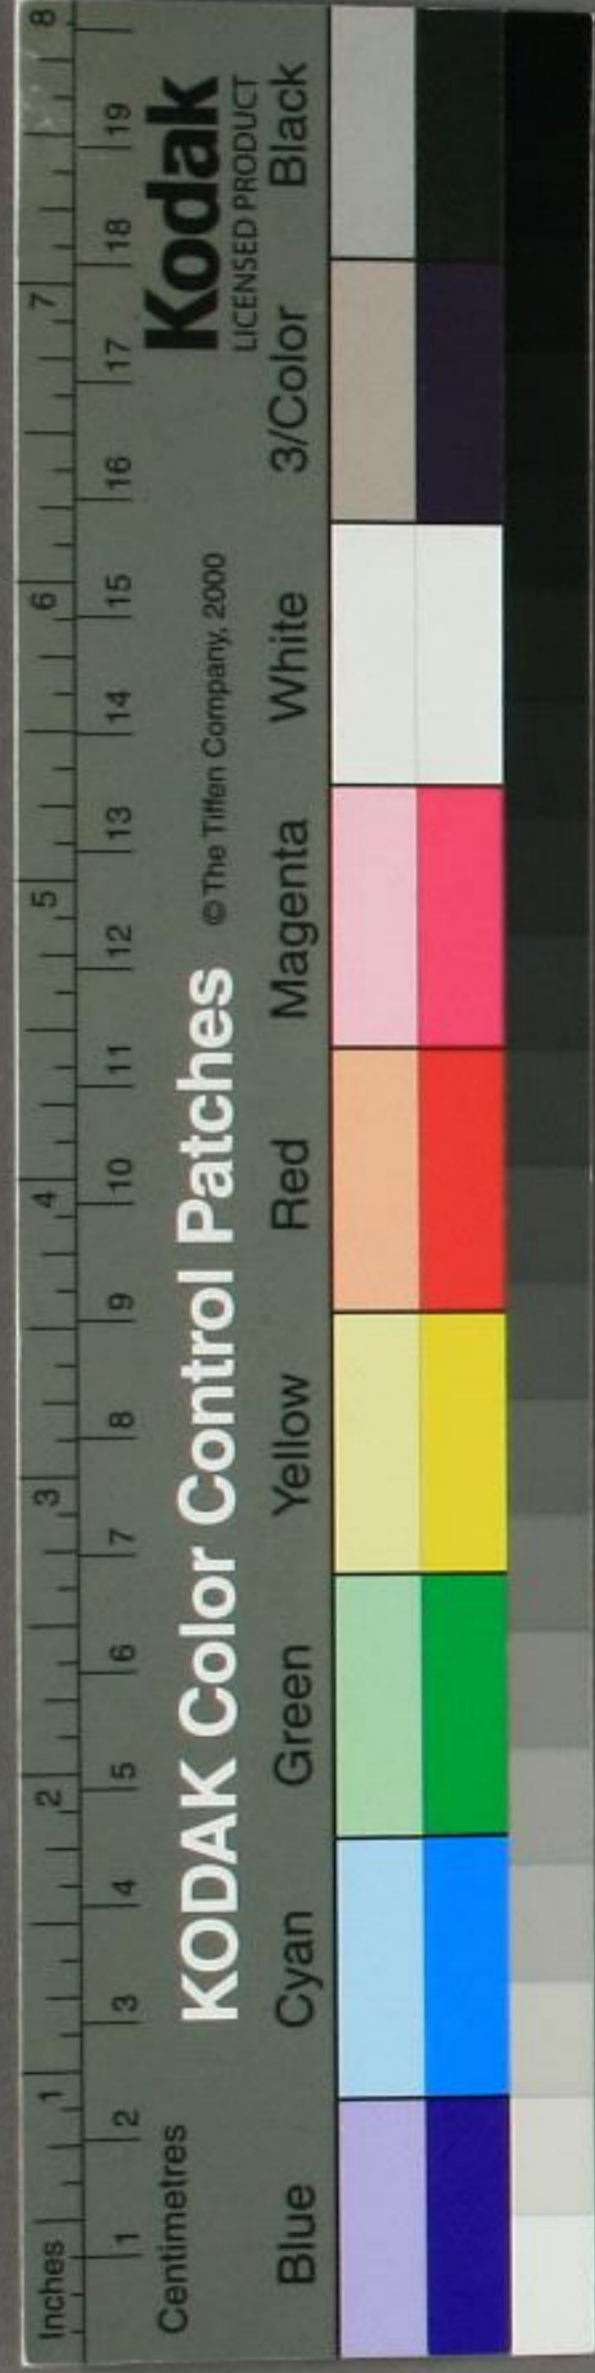 Inches 1 2 3 4 5 6 7 8
1 2 3 4 5 6 7 8 9 10 11 12 13 14 15 16 17 18 19
Centimetres
KODAK Color Control Patches © The Tiffen Company, 2000
Kodak
LICENSED PRODUCT
Blue Cyan Green Yellow Red Magenta White 3/Color Black